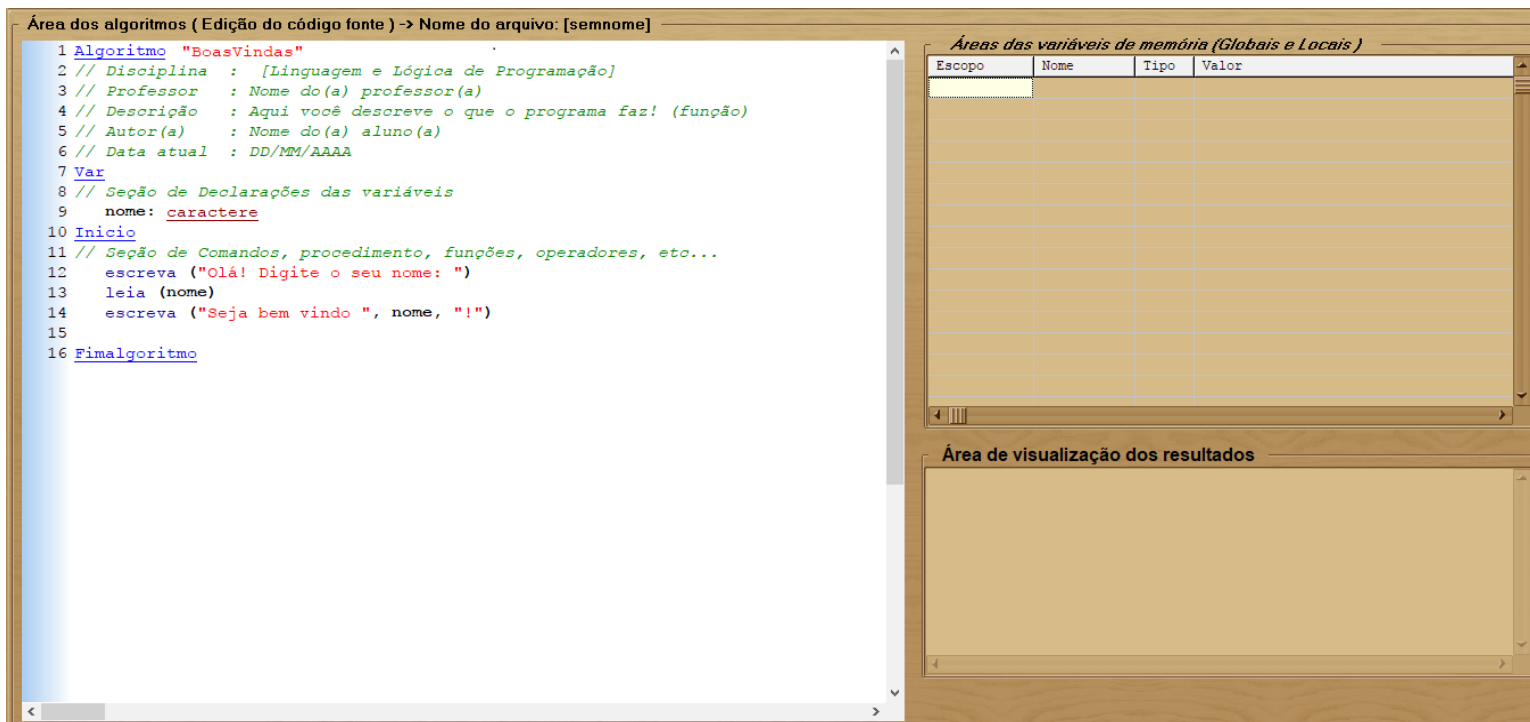 Área dos algoritmos ( Edição do código fonte ) -> Nome do arquivo: [semnome]
1 Algoritmo "BoasVindas"
2 // Disciplina : [Linguagem e Lógica de Programação]
3 // Professor : Nome do(a) professor(a)
4 // Descrição : Aqui você descreve o que o programa faz! (função)
5 // Autor(a) : Nome do(a) aluno(a)
6 // Data atual : DD/MM/AAAA
7 Var
8 // Seção de Declarações das variáveis
9 nome: caractere
10 Inicio
11 // Seção de Comandos, procedimento, funções, operadores, etc...
12 escreva ("Olá! Digite o seu nome: ")
13 leia (nome)
14 escreva ("Seja bem vindo ", nome, "!")
15
16 Fimalgoritmo
Áreas das variáveis de memória (Globais e Locais )
Escopo Nome Tipo Valor
Área de visualização dos resultados